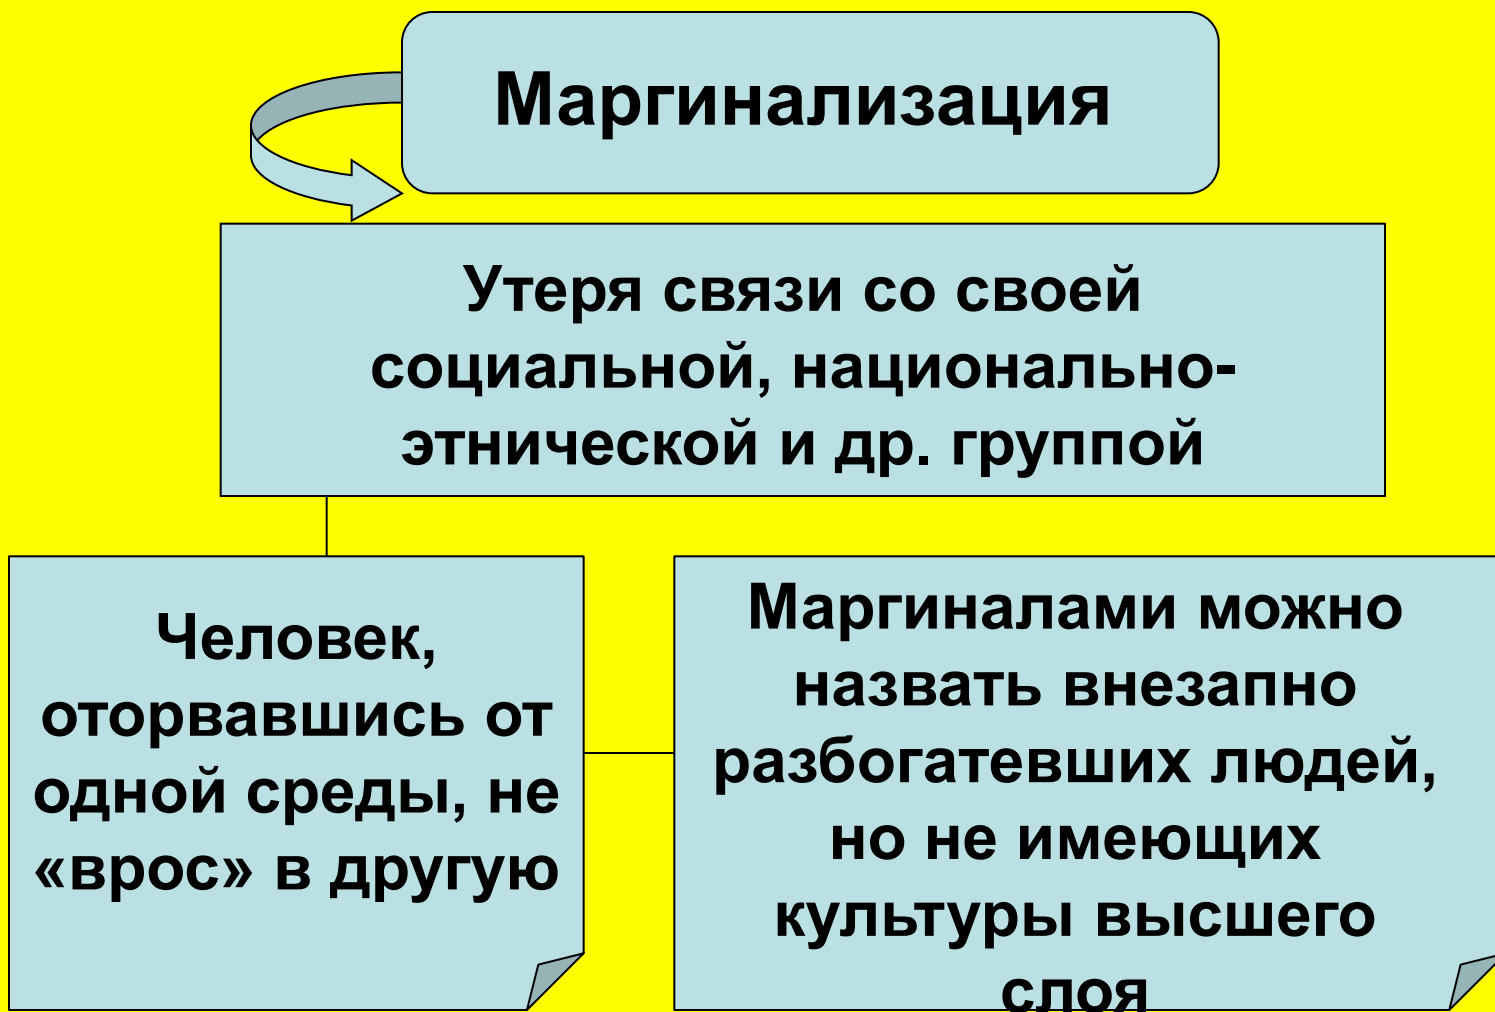 Маргинализация
Утеря связи со своей
социальной, национально-
этнической и др. группой
Человек,
оторвавшись от
одной среды, не
«врос» в другую
Маргиналами можно
назвать внезапно
разбогатевших людей,
но не имеющих
культуры высшего
слоя